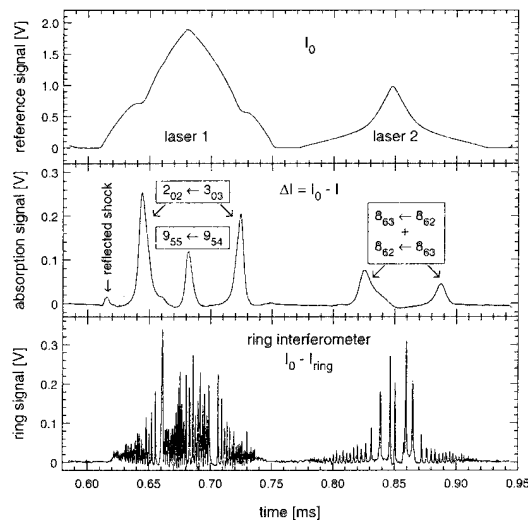 reference signal [V]
2.0
1.5
1.0
0.5
0
I₀
laser 1
laser 2
absorption signal [V]
0.3
0.2
0.1
0
reflected shock
2₀₂ ← 3₀₃
9₅₅ ← 9₅₄
ΔI = I₀ - I
8₆₃ ← 8₆₂
+
8₆₂ ← 8₆₃
ring signal [V]
0.3
0.2
0.1
0
ring interferometer
I₀ - I_ring
0.60 0.65 0.70 0.75 0.80 0.85 0.90 0.95
time [ms]